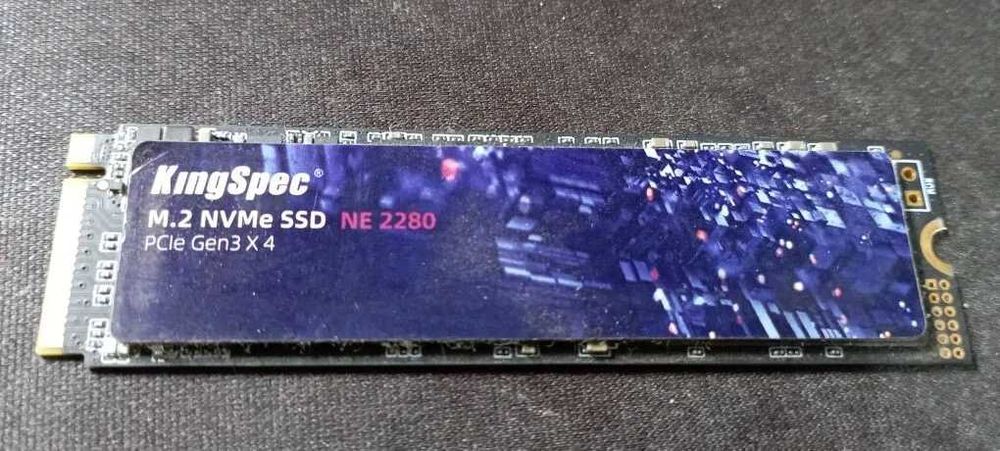 KingSpec®
M.2 NVMe SSD NE 2280
PCIe Gen3 X 4